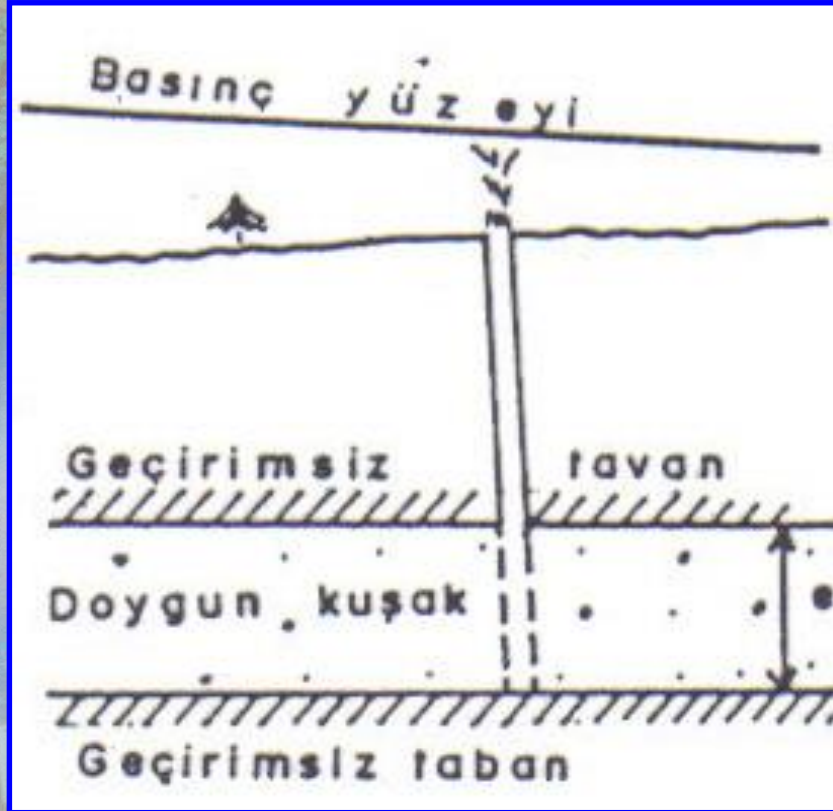 Basınç yüzeyi
Geçirimsiz tavan
Doygun kuşak e
Geçirimsiz taban